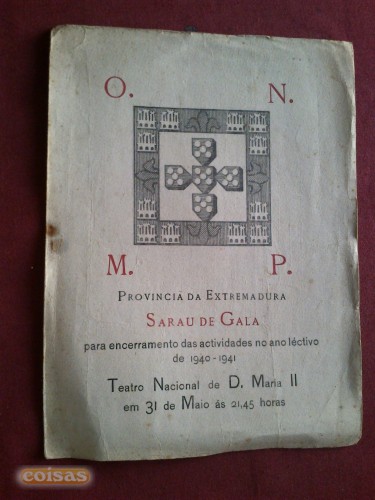 O. N.
M. P.
PROVINCIA DA EXTREMADURA
SARAU DE GALA
para encerramento das actividades no ano léctivo
de 1940-1941
Teatro Nacional de D. Maria II
em 31 de Maio ás 21,45 horas
coisas